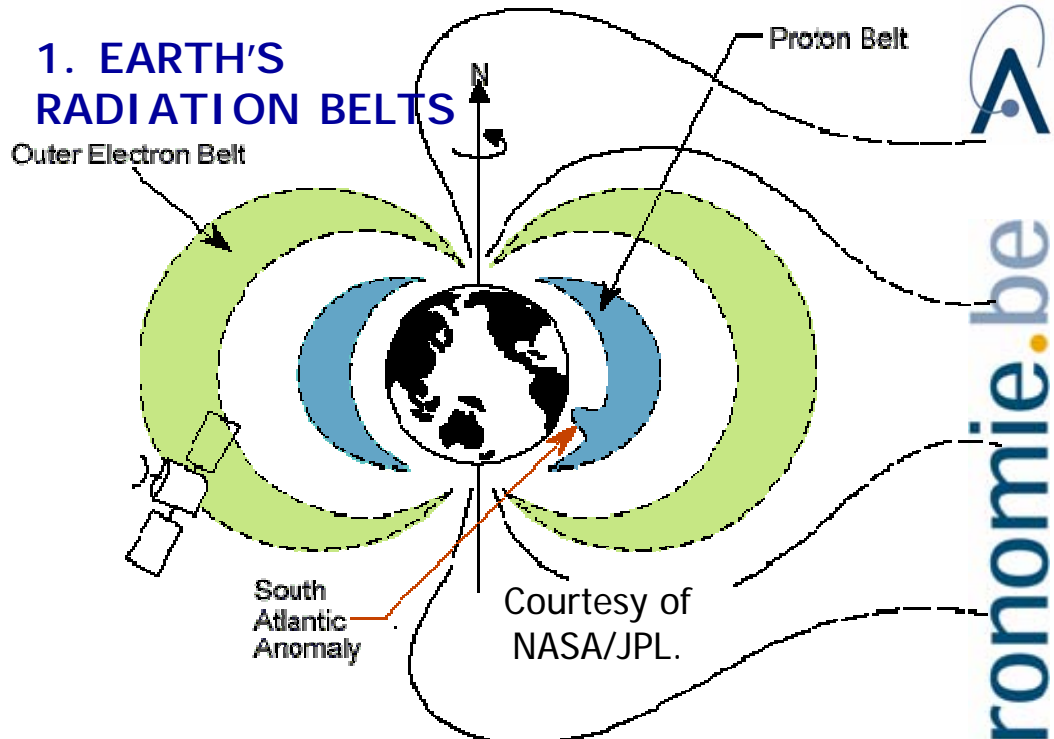 1. EARTH'S
RADIATION BELTS
Proton Belt
N
Outer Electron Belt
South
Atlantic
Anomaly
Courtesy of
NASA/JPL.
ronomie.be